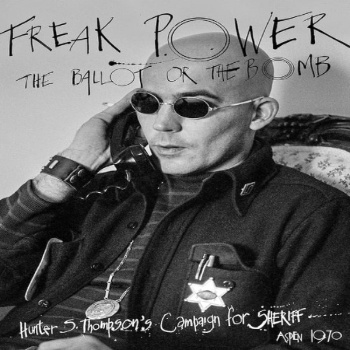 FREAK POWER
THE BALLOT OR THE BOMB
Hunter S. Thompson's Campaign for SHERIFF
ASPEN 1970